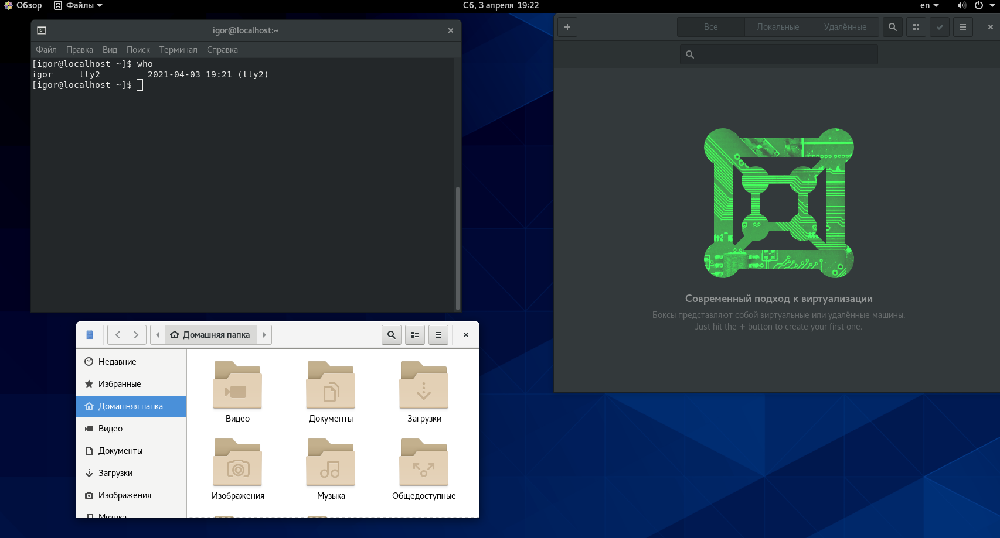 Обзор
Файлы
Сб, 3 апреля 19:22
en
igor@localhost:~
Файл Правка Вид Поиск Терминал Справка
[igor@localhost ~]$ who
igor     tty2         2021-04-03 19:21 (tty2)
[igor@localhost ~]$
Все
Локальные
Удалённые
Современный подход к виртуализации
Боксы представляют собой виртуальные или удалённые машины.
Just hit the + button to create your first one.
Домашняя папка
Недавние
Избранные
Домашняя папка
Видео
Документы
Загрузки
Изображения
Музыка
Видео
Документы
Загрузки
Изображения
Музыка
Общедоступные